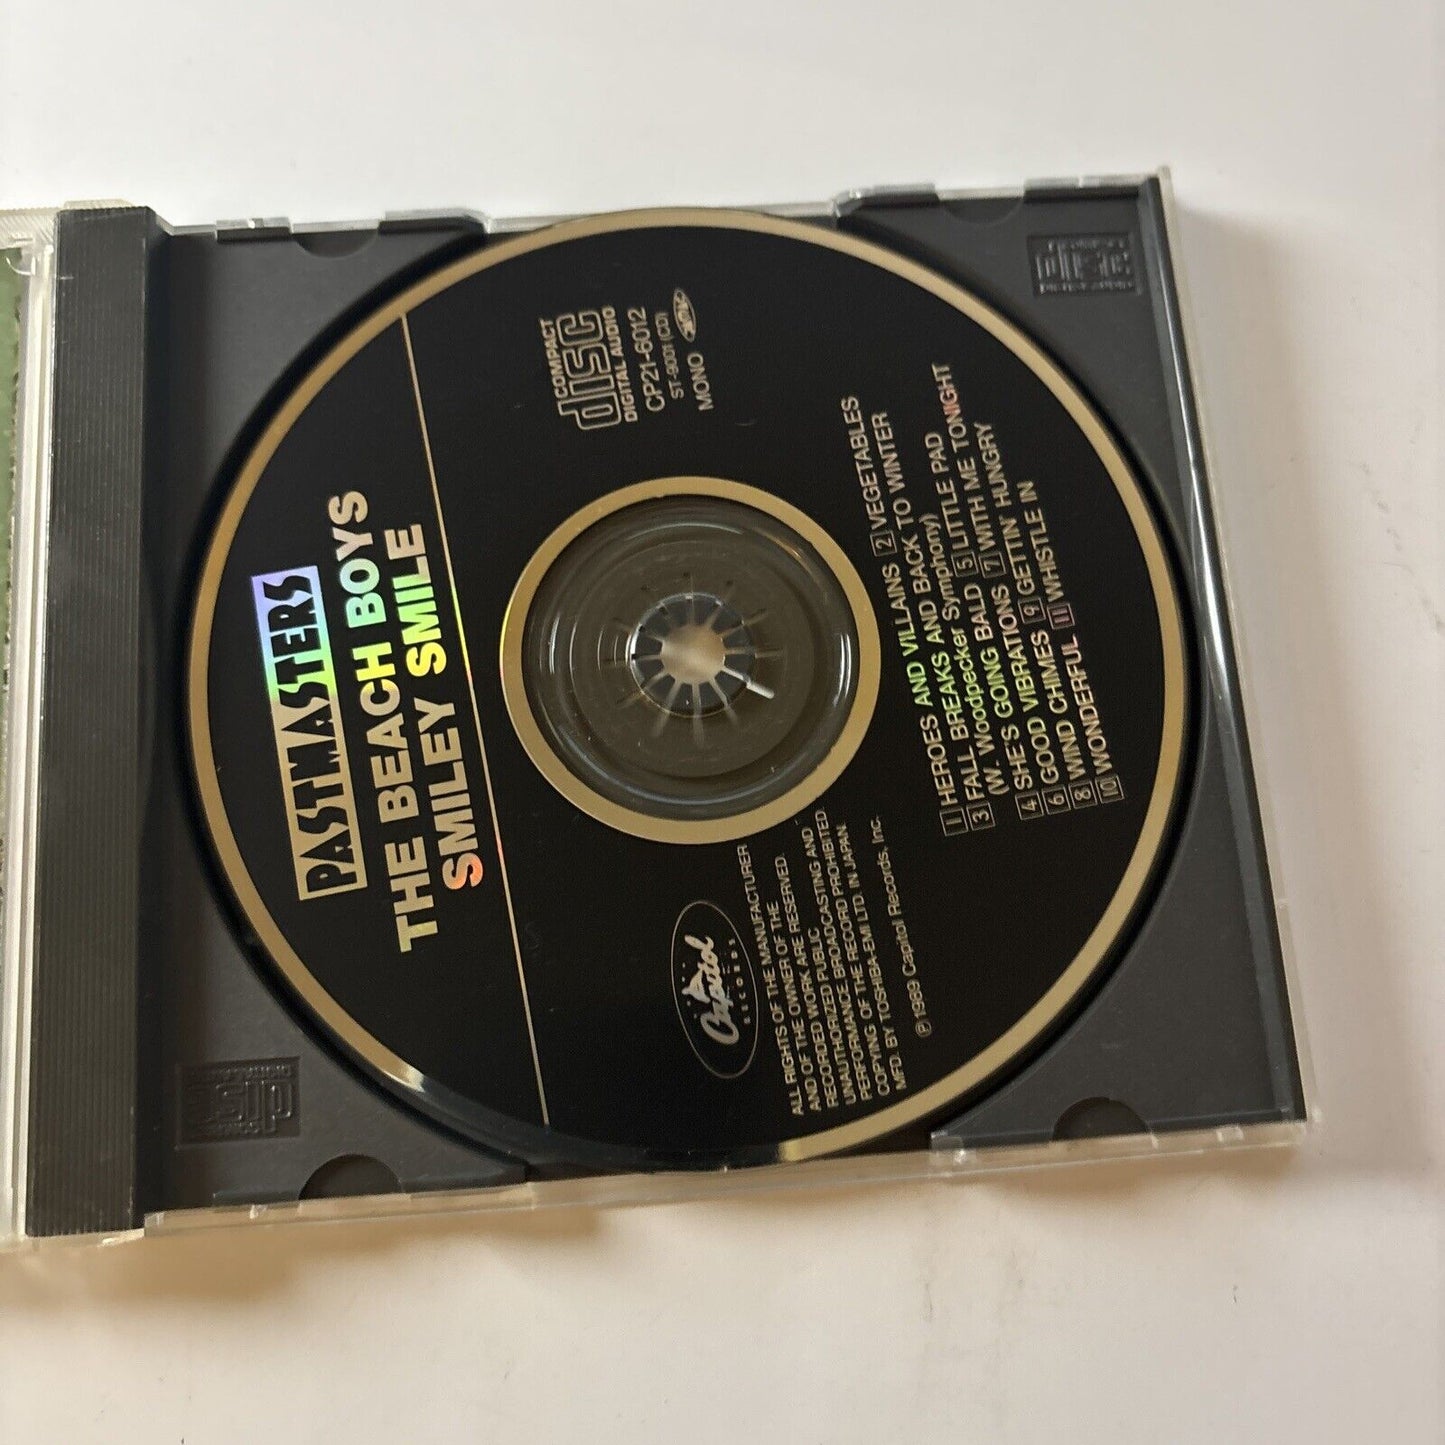 PASTMASTERS
THE BEACH BOYS
SMILEY SMILE
COMPACT
disc
DIGITAL AUDIO
CP21-6012
ST-9001 (CD)
MONO
Capitol
RECORDS
ALL RIGHTS OF THE MANUFACTURER
AND OF THE OWNER OF THE
RECORDED WORK ARE RESERVED.
UNAUTHORIZED PUBLIC
PERFORMANCE BROADCASTING AND
COPYING OF THE RECORD PROHIBITED.
MFD. BY TOSHIBA-EMI LTD. IN JAPAN.
℗ 1989 Capitol Records, Inc.
1 HEROES AND VILLAINS 2 VEGETABLES
3 FALL BREAKS AND BACK TO WINTER
(W. Woodpecker Symphony)
4 SHE'S GOING BALD 5 LITTLE PAD
6 GOOD VIBRATIONS 7 WITH ME TONIGHT
8 WIND CHIMES 9 GETTIN' HUNGRY
10 WONDERFUL 11 WHISTLE IN